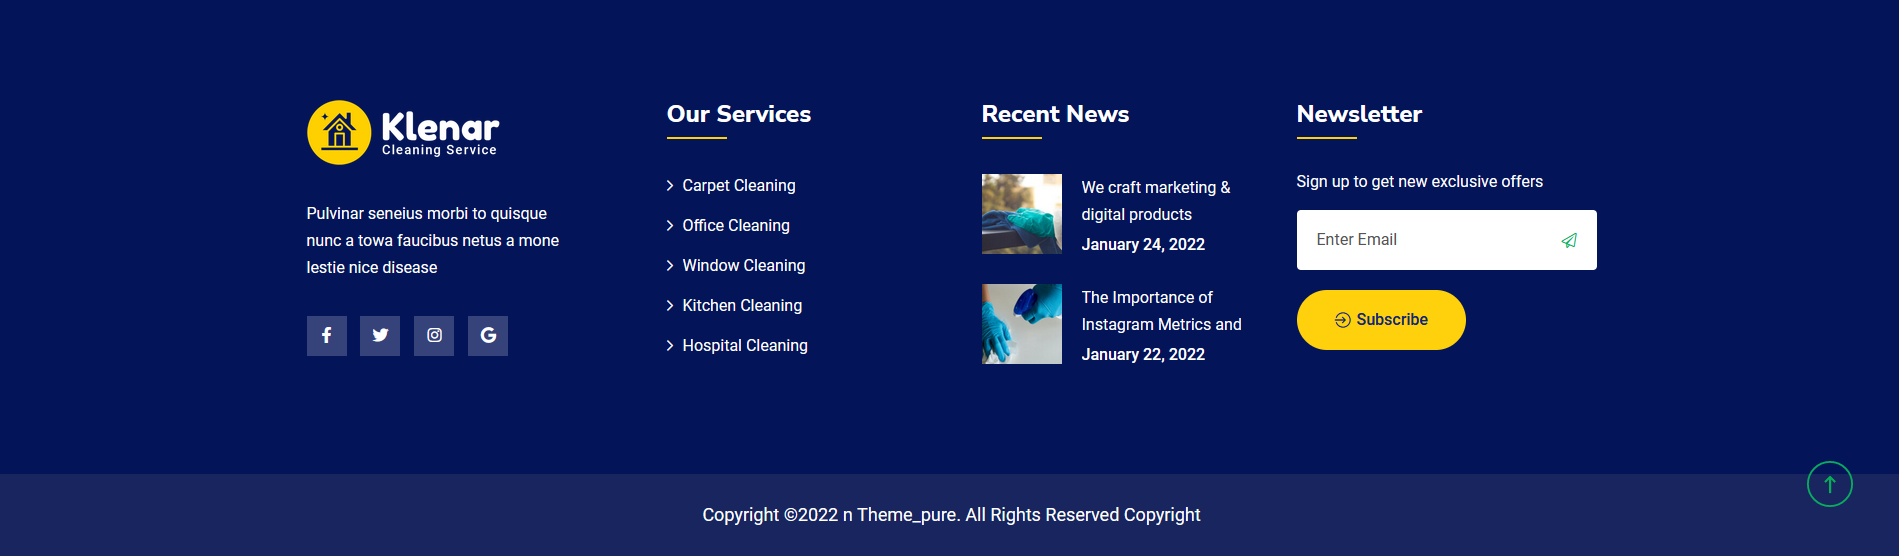 Klenar
Cleaning Service
Pulvinar seneius morbi to quisque
nunc a towa faucibus netus a mone
lestie nice disease
Our Services
Carpet Cleaning
Office Cleaning
Window Cleaning
Kitchen Cleaning
Hospital Cleaning
Recent News
We craft marketing &
digital products
January 24, 2022
The Importance of
Instagram Metrics and
January 22, 2022
Newsletter
Sign up to get new exclusive offers
Enter Email
Subscribe
Copyright ©2022 n Theme_pure. All Rights Reserved Copyright